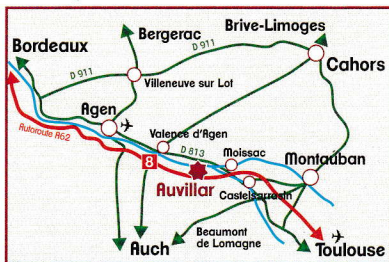 Brive-Limoges
Bordeaux
Bergerac
D 911
Cahors
D 911
Villeneuve sur Lot
Agen
Autoroute A62
Valence d'Agen
D 813
Moissac
8
Montauban
Auvillar
Castelsarrasin
Beaumont
de Lomagne
Auch
Toulouse